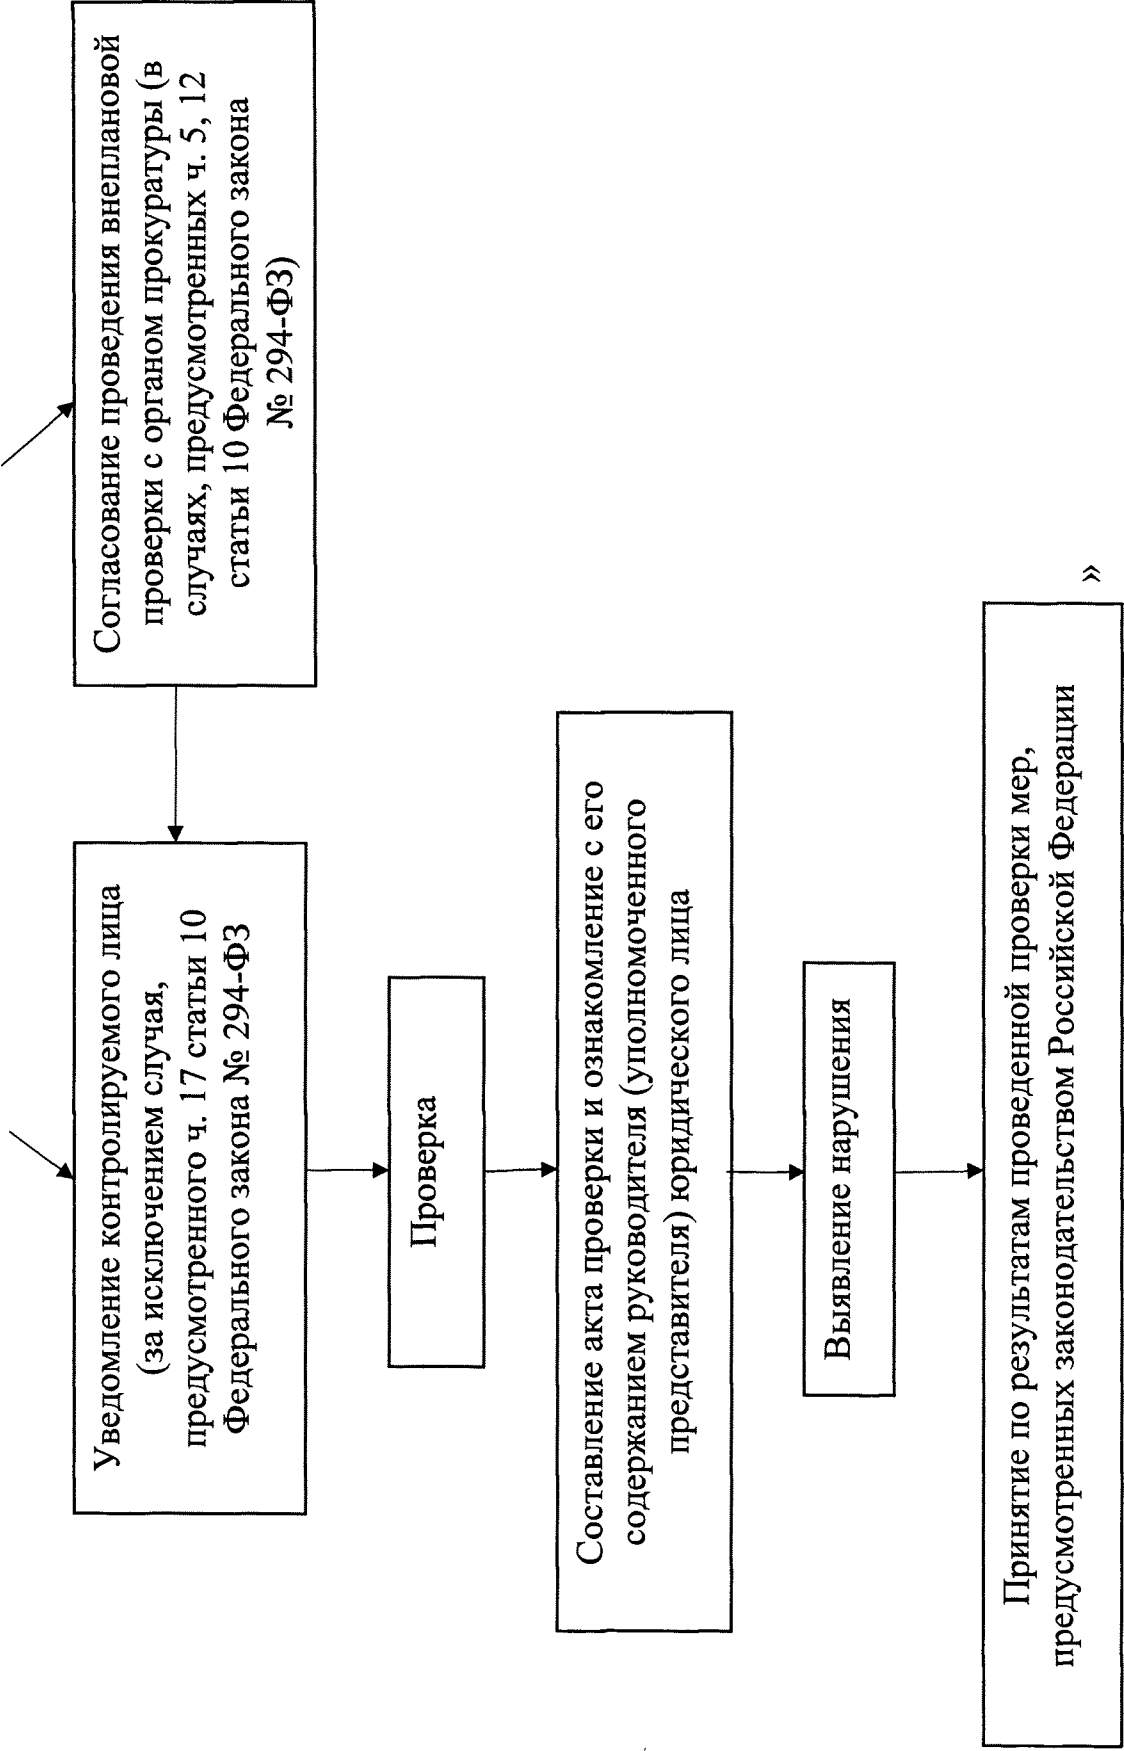 Согласование проведения внеплановой
проверки с органом прокуратуры (в
случаях, предусмотренных ч. 5, 12
статьи 10 Федерального закона
№ 294-ФЗ)
Уведомление контролируемого лица
(за исключением случая,
предусмотренного ч. 17 статьи 10
Федерального закона № 294-ФЗ
Проверка
Составление акта проверки и ознакомление с его
содержанием руководителя (уполномоченного
представителя) юридического лица
Выявление нарушения
Принятие по результатам проведенной проверки мер,
предусмотренных законодательством Российской Федерации
»